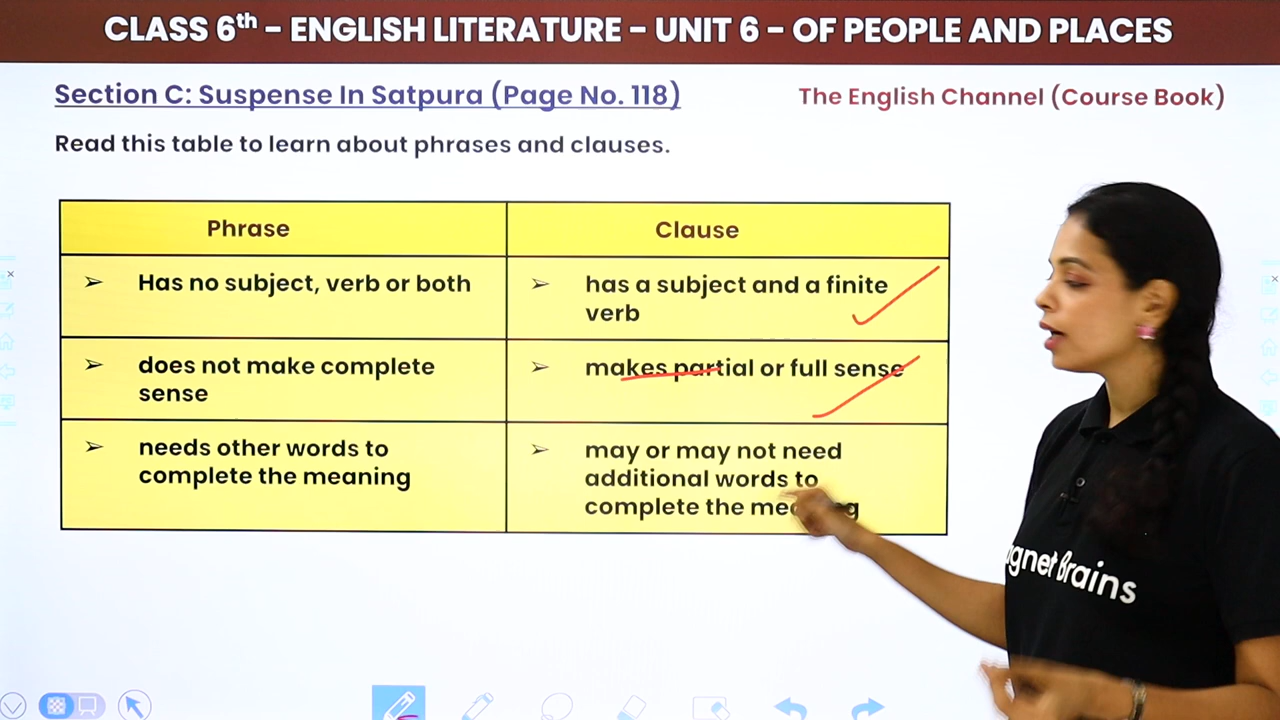 CLASS 6th – ENGLISH LITERATURE – UNIT 6 – OF PEOPLE AND PLACES
Section C: Suspense In Satpura (Page No. 118)
The English Channel (Course Book)
Read this table to learn about phrases and clauses.
Phrase
Clause
➢ Has no subject, verb or both
➢ has a subject and a finite
verb
➢ does not make complete
sense
➢ makes partial or full sense
➢ needs other words to
complete the meaning
➢ may or may not need
additional words to
complete the meaning
gnet Brains